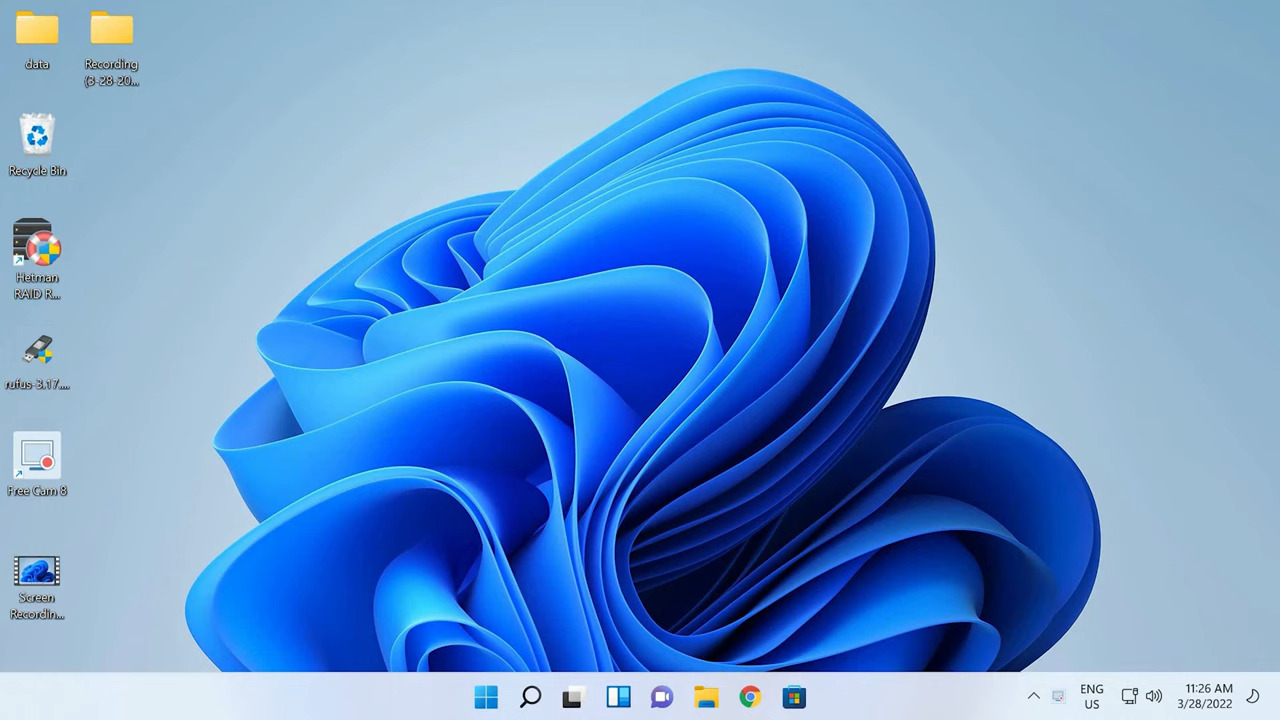 data
Recording
(3-28-20...
Recycle Bin
Hetman
RAID R...
rufus-3.17....
Free Cam 8
Screen
Recordin...
ENG
US
11:26 AM
3/28/2022